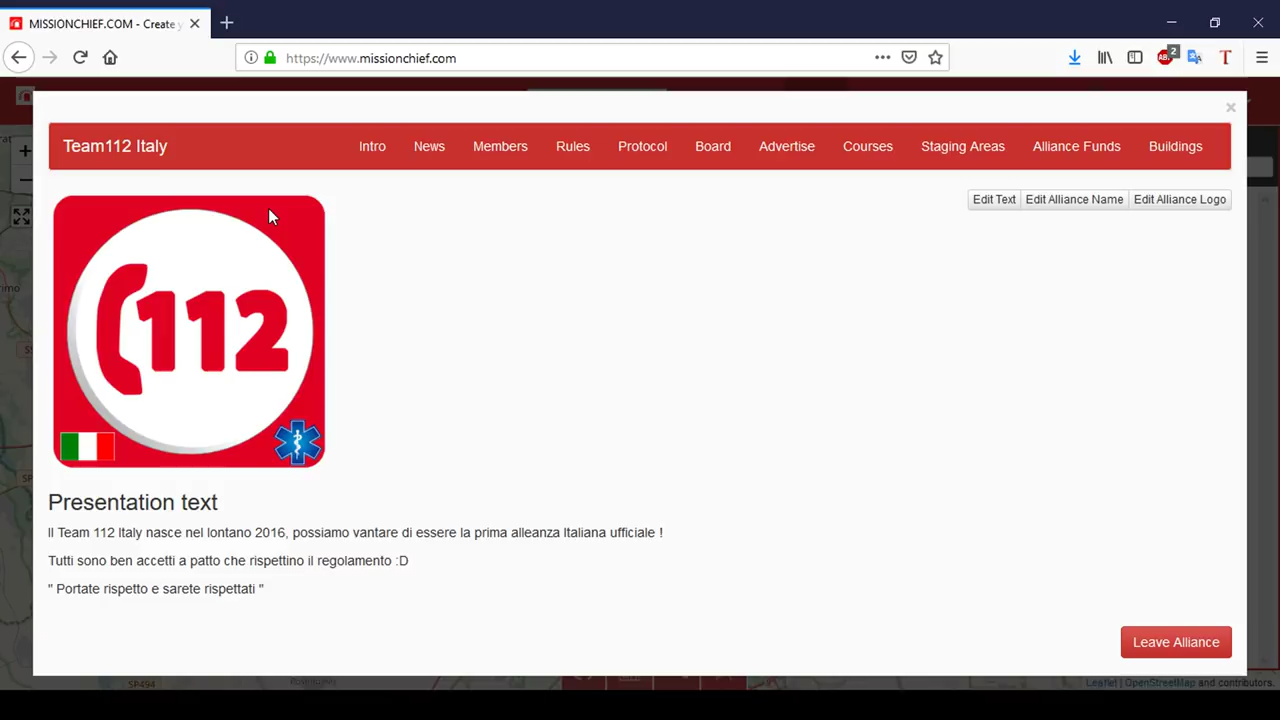 MISSIONCHIEF.COM - Create
https://www.missionchief.com
2
ABP
T
Team112 Italy
Intro
News
Members
Rules
Protocol
Board
Advertise
Courses
Staging Areas
Alliance Funds
Buildings
Edit Text
Edit Alliance Name
Edit Alliance Logo
112
Presentation text
Il Team 112 Italy nasce nel lontano 2016, possiamo vantare di essere la prima alleanza Italiana ufficiale !
Tutti sono ben accetti a patto che rispettino il regolamento :D
" Portate rispetto e sarete rispettati "
Leave Alliance
SP494
Leaflet | OpenStreetMap and contributors.